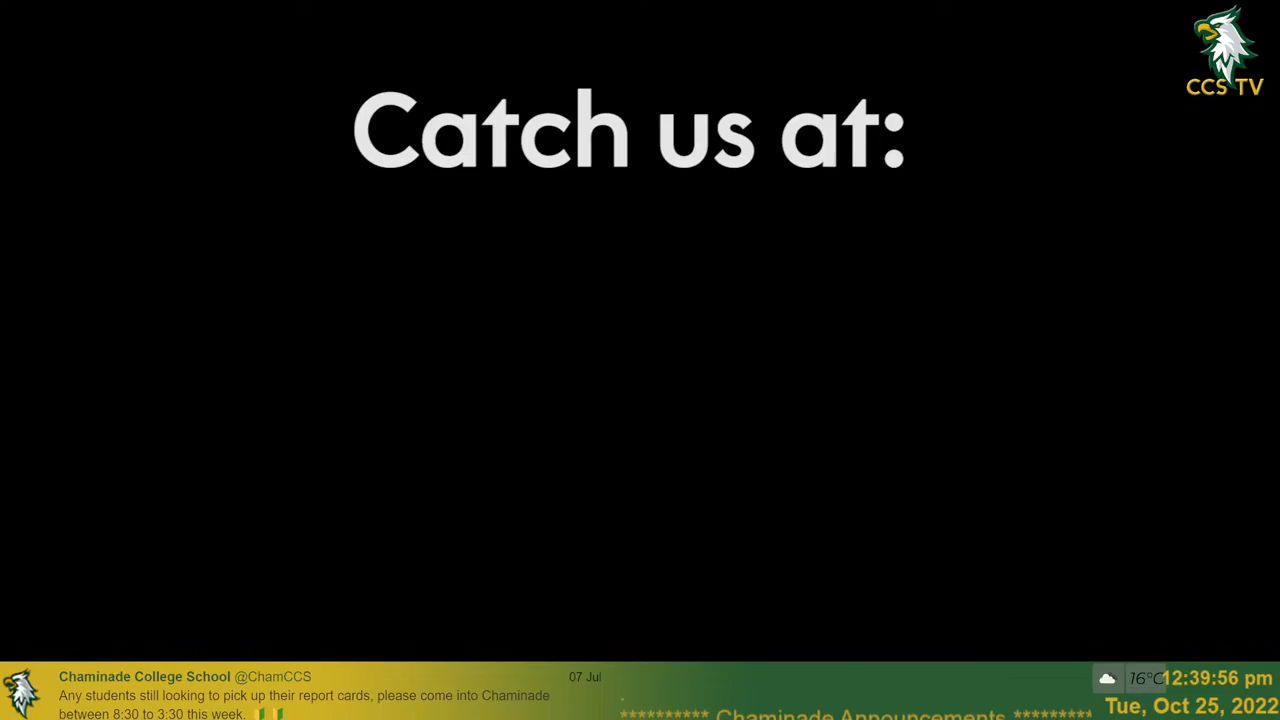 CCS TV
Catch us at:
Chaminade College School @ChamCCS
07 Jul
Any students still looking to pick up their report cards, please come into Chaminade
between 8:30 to 3:30 this week.
********** Chaminade Announcements *********
16°C
12:39:56 pm
Tue, Oct 25, 2022